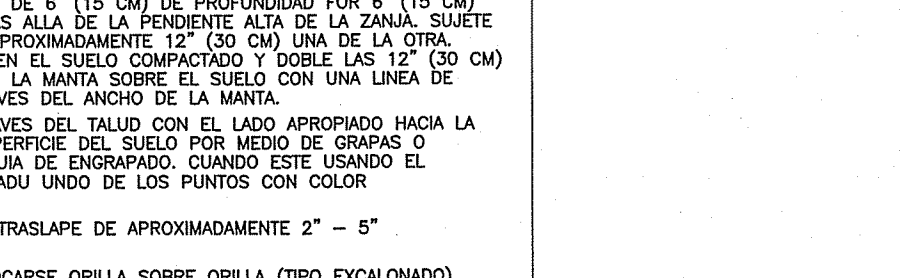 DE 6" (15 CM) DE PROFUNDIDAD POR 6" (15 CM)
ALLA DE LA PENDIENTE ALTA DE LA ZANJA. SUJETE
PROXIMADAMENTE 12" (30 CM) UNA DE LA OTRA.
EN EL SUELO COMPACTADO Y DOBLE LAS 12" (30 CM)
LA MANTA SOBRE EL SUELO CON UNA LINEA DE
VES DEL ANCHO DE LA MANTA.
VES DEL TALUD CON EL LADO APROPIADO HACIA LA
PERFICIE DEL SUELO POR MEDIO DE GRAPAS O
UIA DE ENGRAPADO. CUANDO ESTE USANDO EL
ADU UNDO DE LOS PUNTOS CON COLOR
TRASLAPE DE APROXIMADAMENTE 2" – 5"
OCARSE ORILLA SOBRE ORILLA (TIPO EXCALONADO)